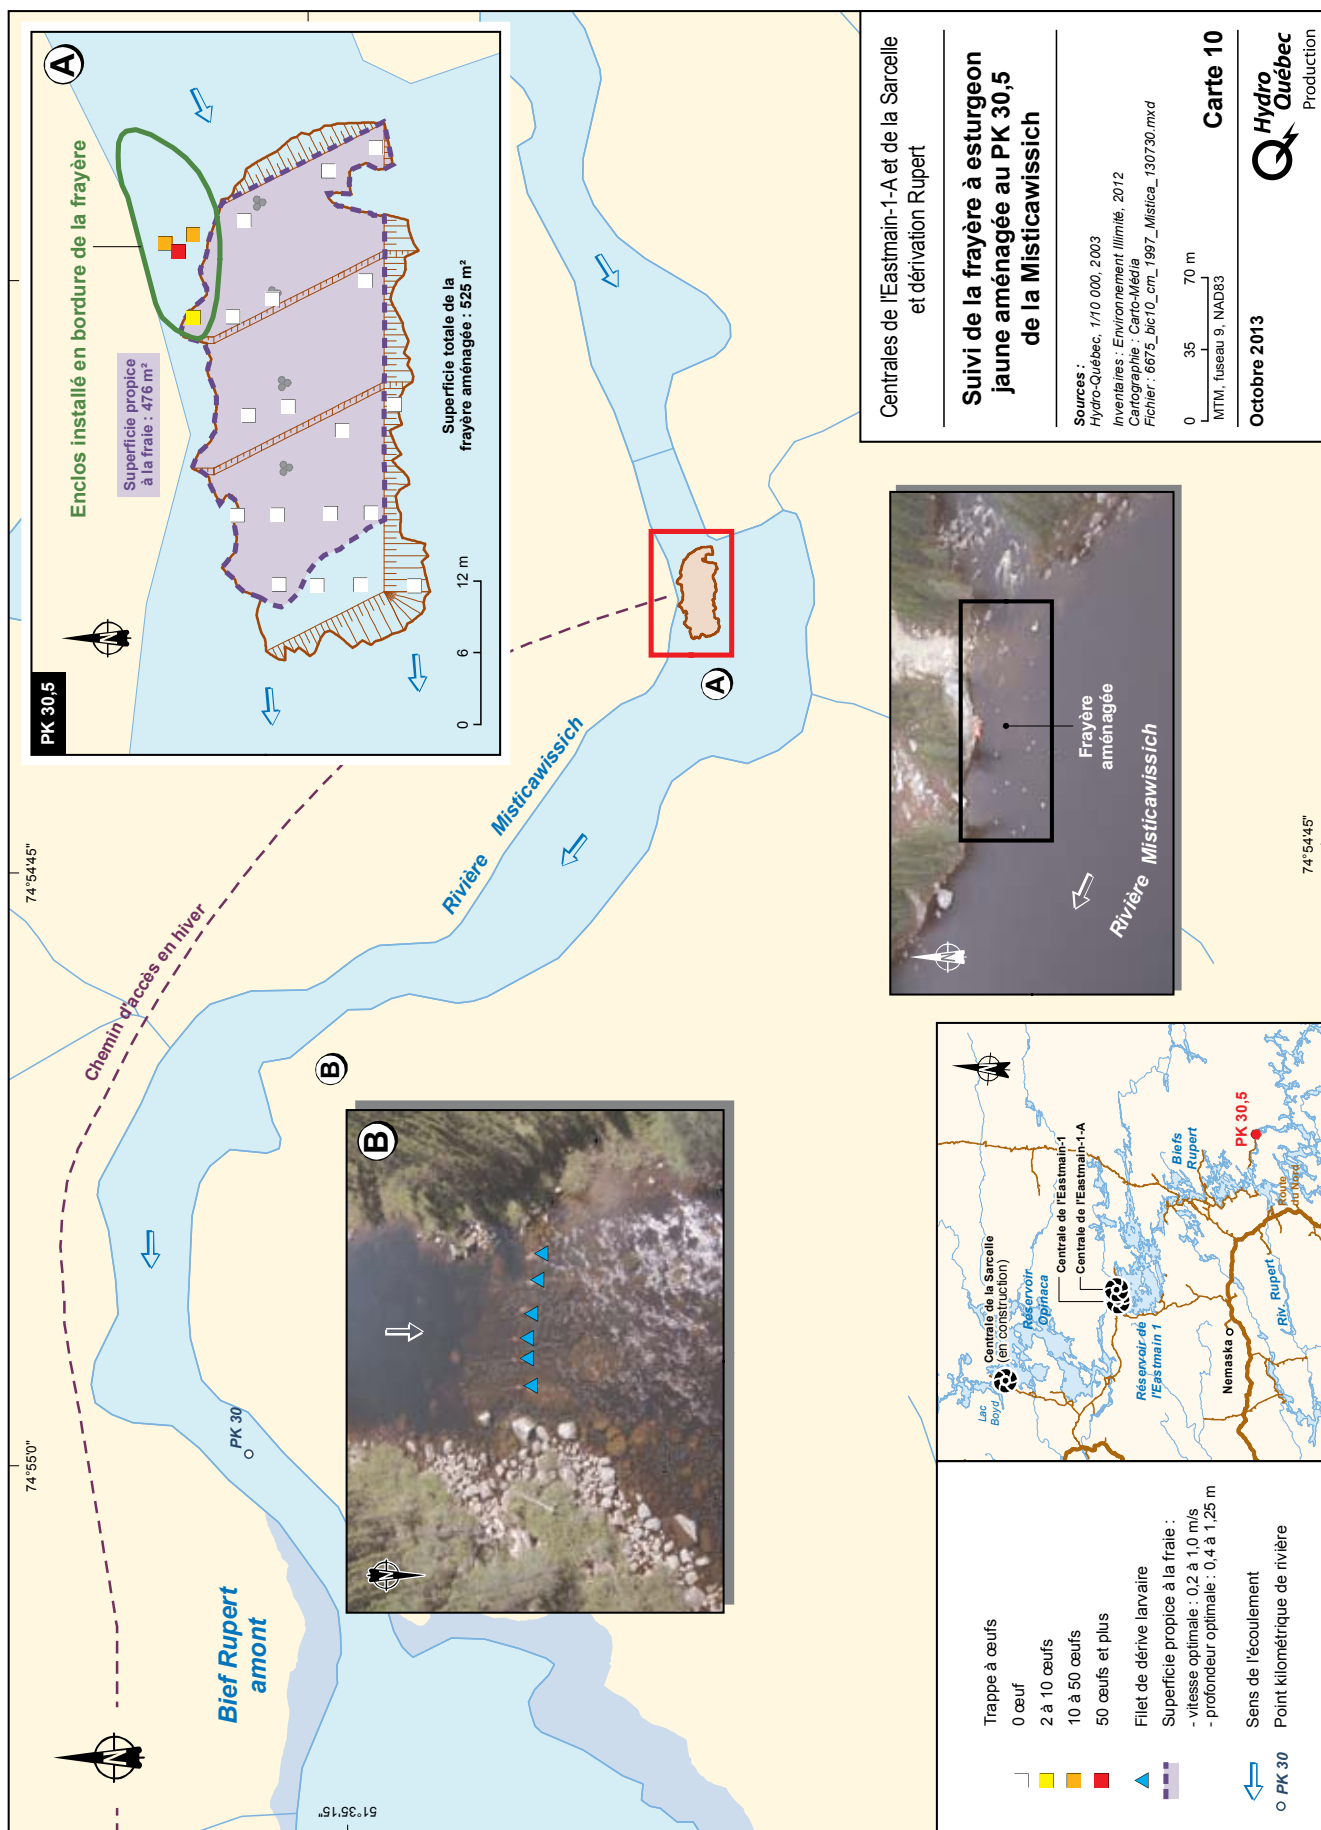 PK 30,5
A
Enclos installé en bordure de la frayère
Superficie propice
à la fraie : 476 m²
Superficie totale de la
frayère aménagée : 525 m²
N
0 6 12 m
74°54'45"
74°55'0"
51°35'15"
74°54'45"
Chemin d'accès en hiver
Rivière Misticawissich
Bief Rupert
amont
PK 30
A
B
B
N
N
Frayère
aménagée
Rivière Misticawissich
N
Lac
Boyd
Centrale de la Sarcelle
(en construction)
Réservoir
Opinaca
Centrale de l'Eastmain-1
Centrale de l'Eastmain-1-A
Réservoir de
l'Eastmain 1
Biefs
Rupert
PK 30,5
Nemaska
Route
du Nord
Riv. Rupert
N
Trappe à œufs
0 œuf
2 à 10 œufs
10 à 50 œufs
50 œufs et plus
Filet de dérive larvaire
Superficie propice à la fraie :
- vitesse optimale : 0,2 à 1,0 m/s
- profondeur optimale : 0,4 à 1,25 m
Sens de l'écoulement
PK 30 Point kilométrique de rivière
Centrales de l'Eastmain-1-A et de la Sarcelle
et dérivation Rupert
Suivi de la frayère à esturgeon
jaune aménagée au PK 30,5
de la Misticawissich
Sources :
Hydro-Québec, 1/10 000, 2003
Inventaires : Environnement Illimité, 2012
Cartographie : Carto-Média
Fichier : 6675_bic10_cm_1997_Mistica_130730.mxd
0 35 70 m
MTM, fuseau 9, NAD83
Octobre 2013
Carte 10
Hydro
Québec
Production